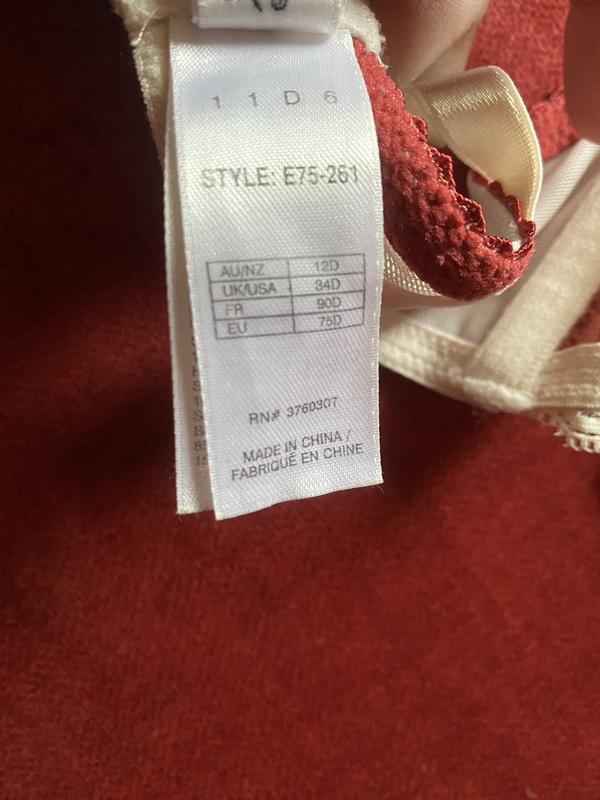 1 1 D 6
STYLE: E75-261
AU/NZ 12D
UK/USA 34D
FR 90D
EU 75D
RN# 3760307
MADE IN CHINA /
FABRIQUÉ EN CHINE